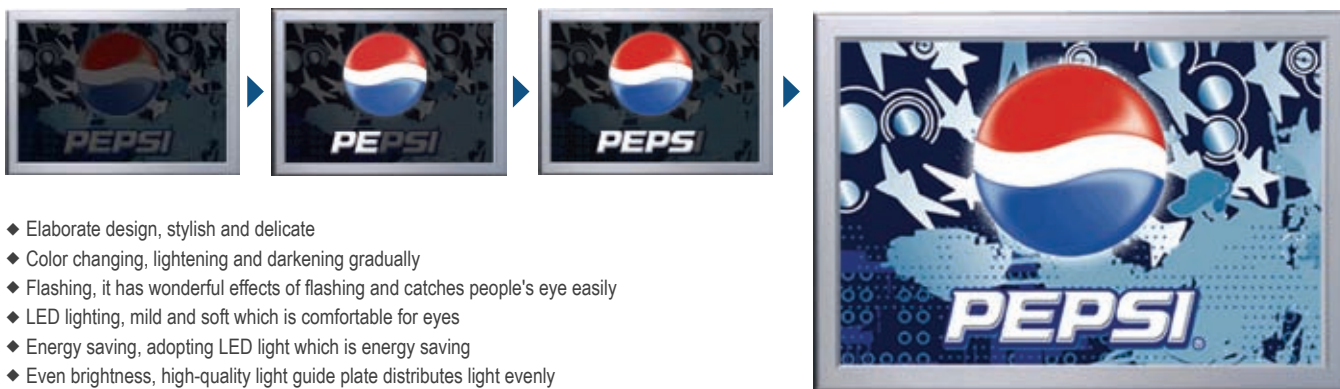 PEPSI
PEPSI
PEPSI
PEPSI®
◆ Elaborate design, stylish and delicate
◆ Color changing, lightening and darkening gradually
◆ Flashing, it has wonderful effects of flashing and catches people's eye easily
◆ LED lighting, mild and soft which is comfortable for eyes
◆ Energy saving, adopting LED light which is energy saving
◆ Even brightness, high-quality light guide plate distributes light evenly